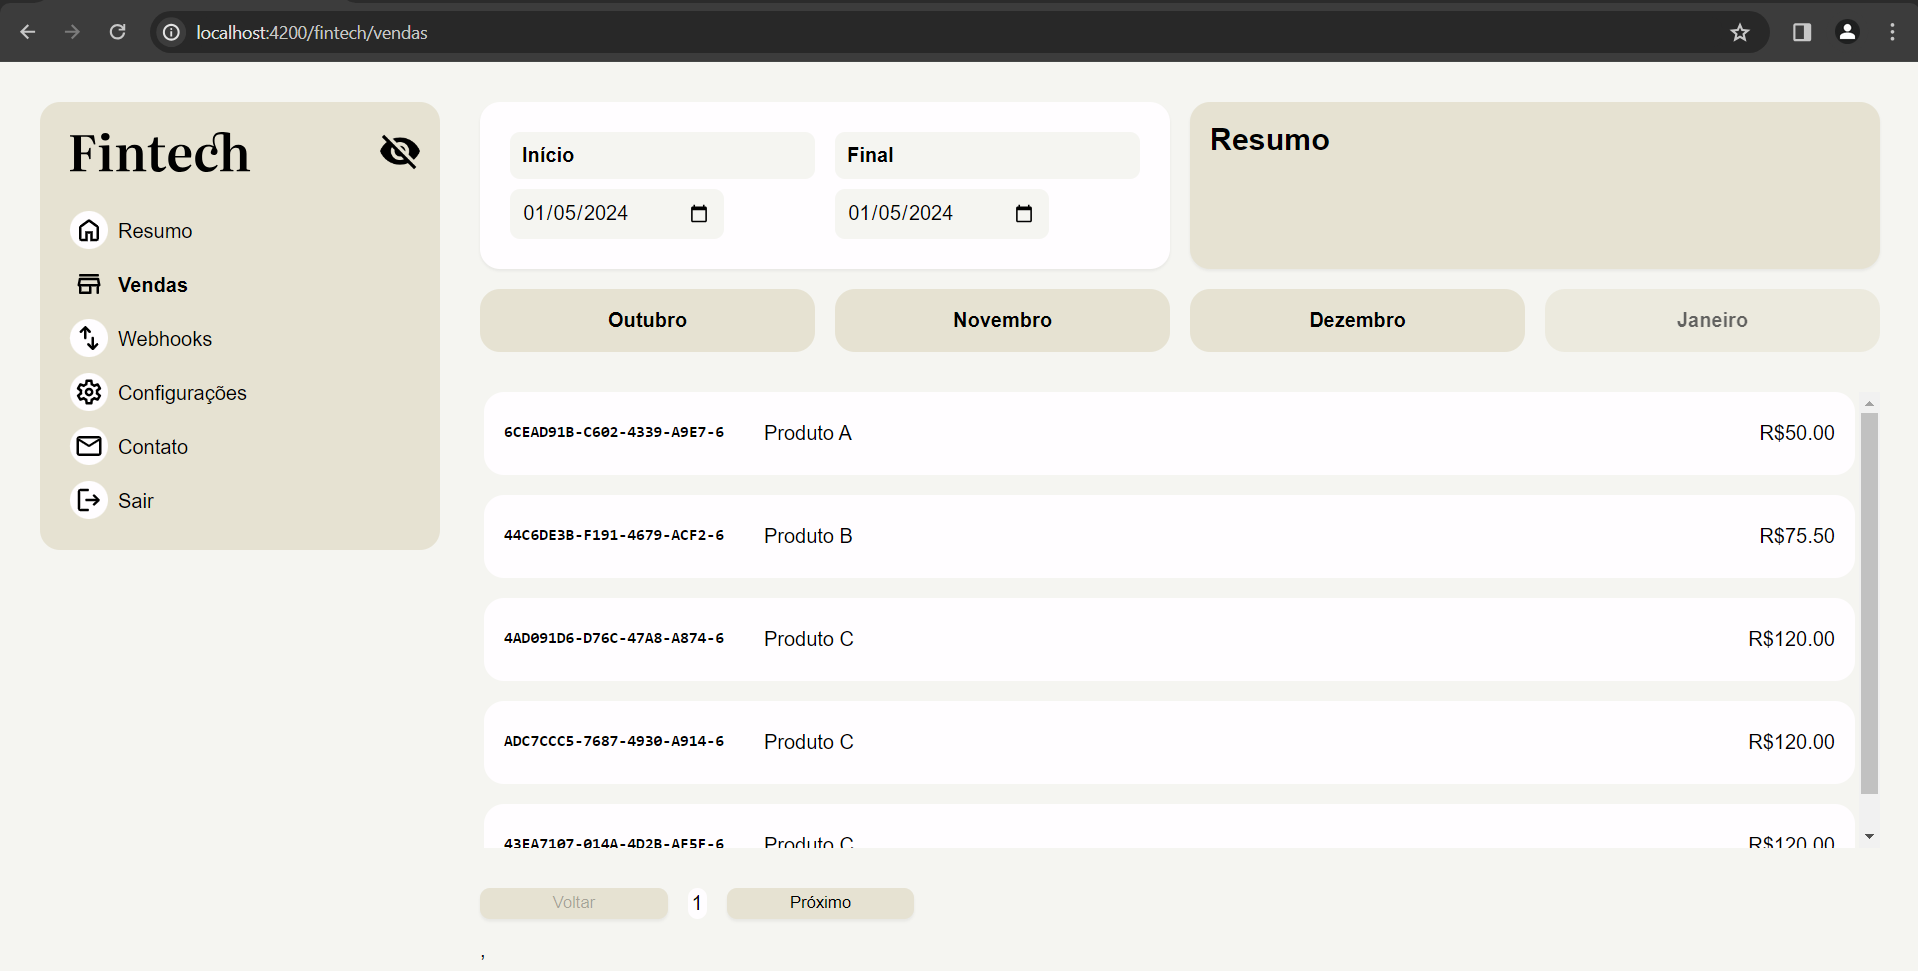 localhost:4200/fintech/vendas
Fintech
Resumo
Vendas
Webhooks
Configurações
Contato
Sair
Início
Final
01/05/2024
01/05/2024
Resumo
Outubro
Novembro
Dezembro
Janeiro
6CEAD91B-C602-4339-A9E7-6 Produto A R$50.00
44C6DE3B-F191-4679-ACF2-6 Produto B R$75.50
4AD091D6-D76C-47A8-A874-6 Produto C R$120.00
ADC7CCC5-7687-4930-A914-6 Produto C R$120.00
43EA7107-014A-4D2B-AF5F-6 Produto C R$120.00
Voltar 1 Próximo
,